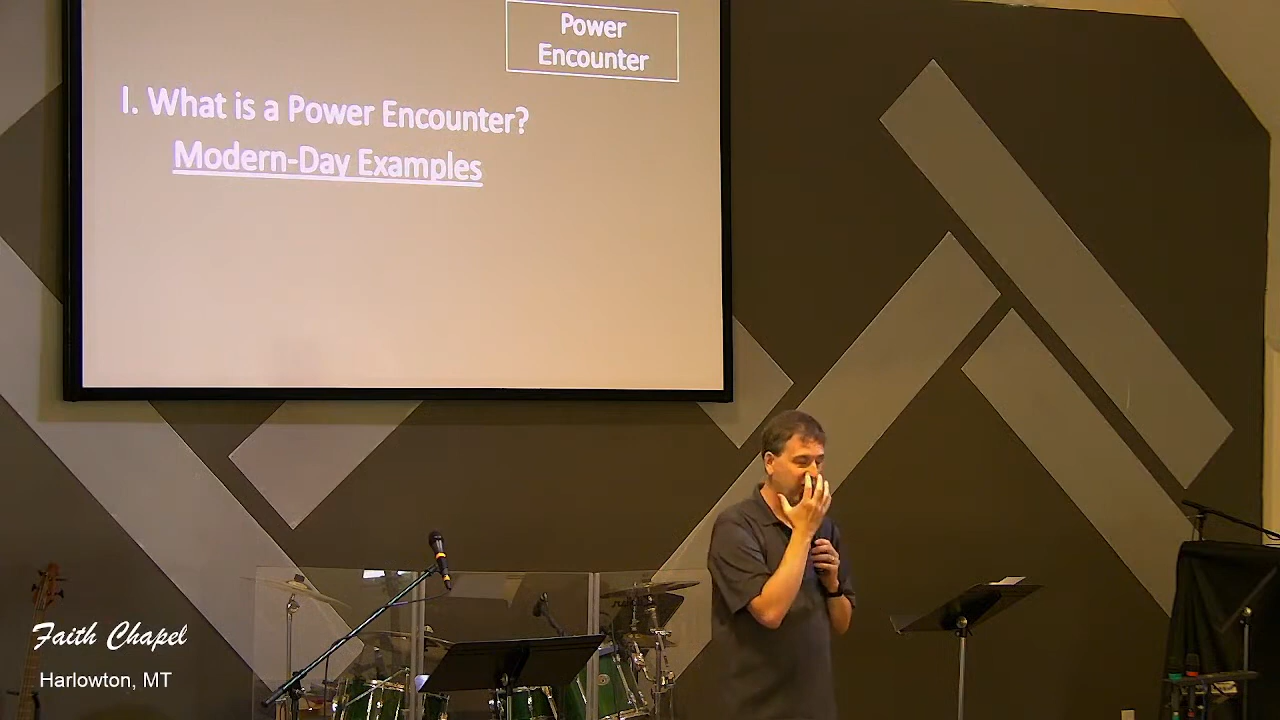 Power
Encounter
I. What is a Power Encounter?
Modern-Day Examples
Faith Chapel
Harlowton, MT